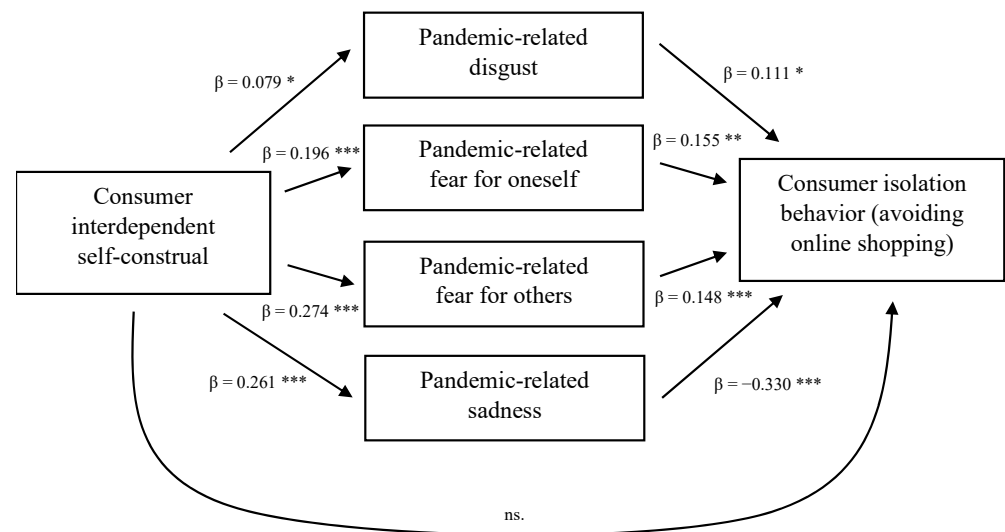 Pandemic-related
disgust
β = 0.079 *
β = 0.111 *
β = 0.196 ***
Pandemic-related
fear for oneself
β = 0.155 **
Consumer
interdependent
self-construal
Consumer isolation
behavior (avoiding
online shopping)
Pandemic-related
fear for others
β = 0.274 ***
β = 0.148 ***
Pandemic-related
sadness
β = 0.261 ***
β = −0.330 ***
ns.